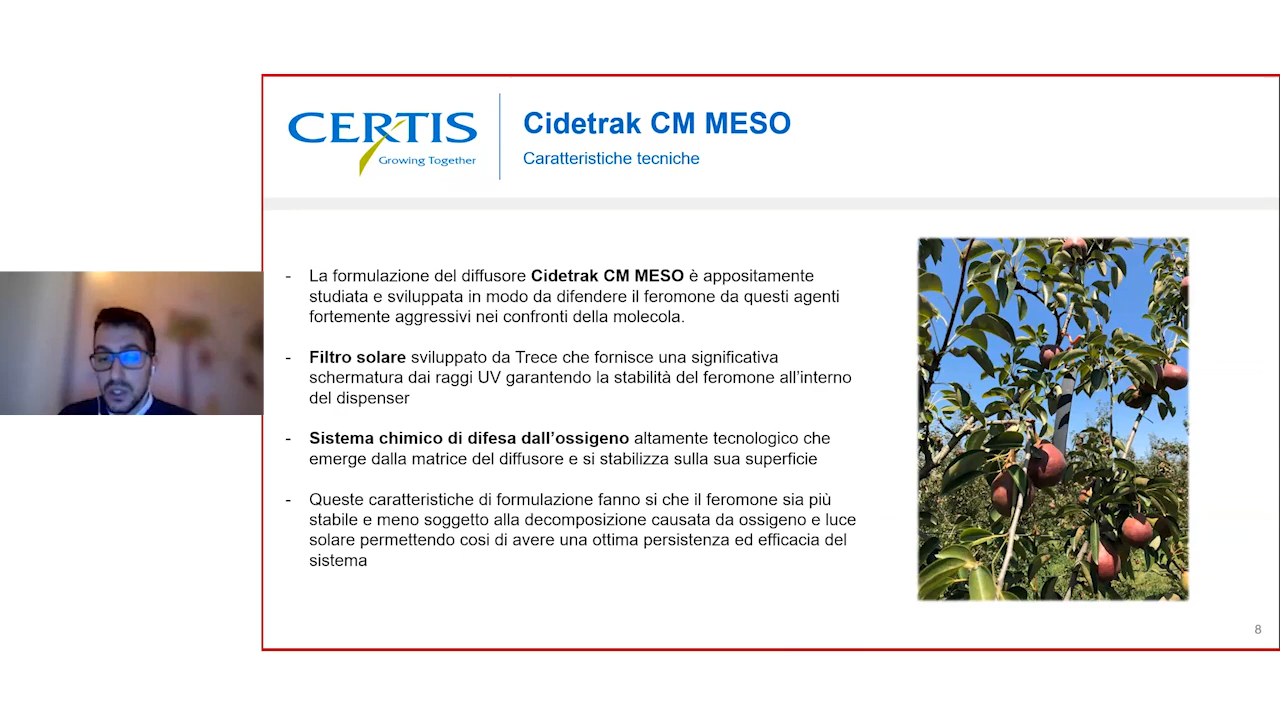 CERTIS
Growing Together
Cidetrak CM MESO
Caratteristiche tecniche
- La formulazione del diffusore Cidetrak CM MESO è appositamente
studiata e sviluppata in modo da difendere il feromone da questi agenti
fortemente aggressivi nei confronti della molecola.
- Filtro solare sviluppato da Trece che fornisce una significativa
schermatura dai raggi UV garantendo la stabilità del feromone all'interno
del dispenser
- Sistema chimico di difesa dall'ossigeno altamente tecnologico che
emerge dalla matrice del diffusore e si stabilizza sulla sua superficie
- Queste caratteristiche di formulazione fanno si che il feromone sia più
stabile e meno soggetto alla decomposizione causata da ossigeno e luce
solare permettendo cosi di avere una ottima persistenza ed efficacia del
sistema
8